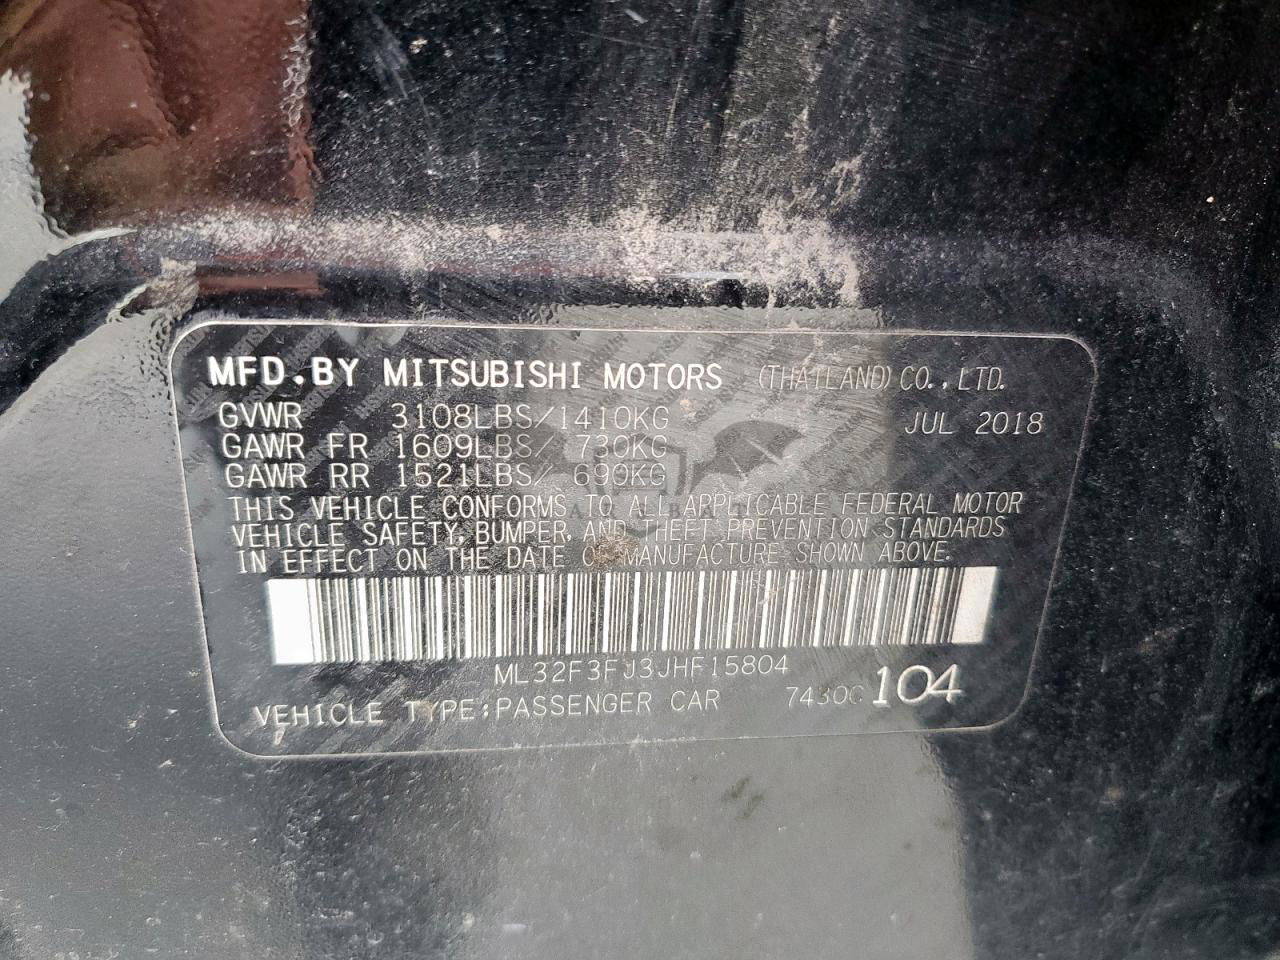 MFD.BY MITSUBISHI MOTORS (THAILAND) CO.,LTD.
GVWR 3108LBS/1410KG JUL 2018
GAWR FR 1609LBS/ 730KG
GAWR RR 1521LBS/ 690KG
THIS VEHICLE CONFORMS TO ALL APPLICABLE FEDERAL MOTOR
VEHICLE SAFETY, BUMPER, AND THEFT PREVENTION STANDARDS
IN EFFECT ON THE DATE OF MANUFACTURE SHOWN ABOVE.
ML32F3FJ3JHF15804
VEHICLE TYPE:PASSENGER CAR 104